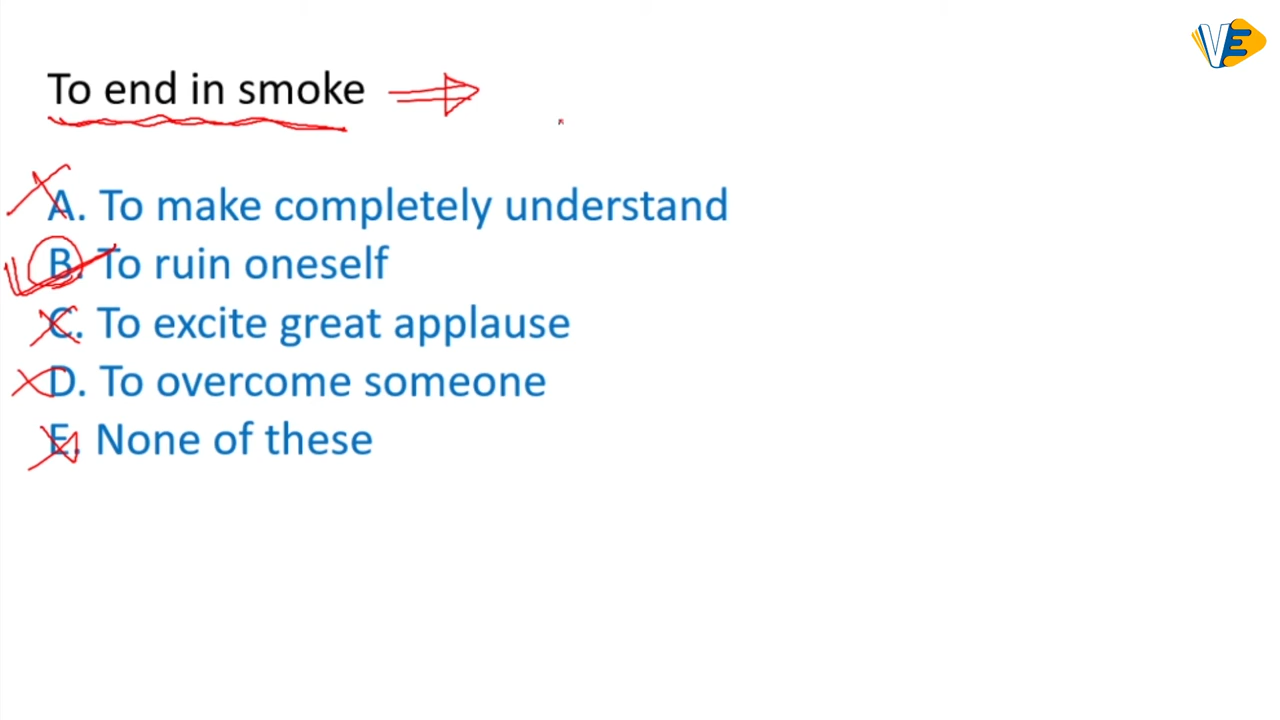 VE
To end in smoke
A. To make completely understand
B. To ruin oneself
C. To excite great applause
D. To overcome someone
E. None of these